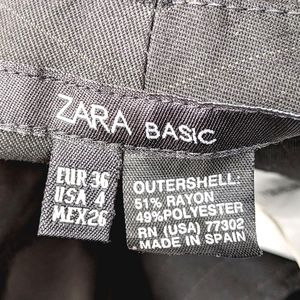 ZARA BASIC
EUR 36
USA 4
MEX 26
OUTERSHELL:
51% RAYON
49%POLYESTER
RN (USA) 77302
MADE IN SPAIN